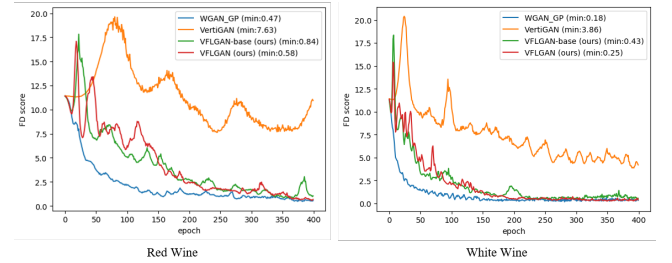 WGAN_GP (min:0.47)
VertiGAN (min:7.63)
VFLGAN-base (ours) (min:0.84)
VFLGAN (ours) (min:0.58)
20.0
17.5
15.0
12.5
10.0
7.5
5.0
2.5
0.0
FD score
0 50 100 150 200 250 300 350 400
epoch
Red Wine
WGAN_GP (min:0.18)
VertiGAN (min:3.86)
VFLGAN-base (ours) (min:0.43)
VFLGAN (ours) (min:0.25)
20.0
17.5
15.0
12.5
10.0
7.5
5.0
2.5
0.0
FD score
0 50 100 150 200 250 300 350 400
epoch
White Wine